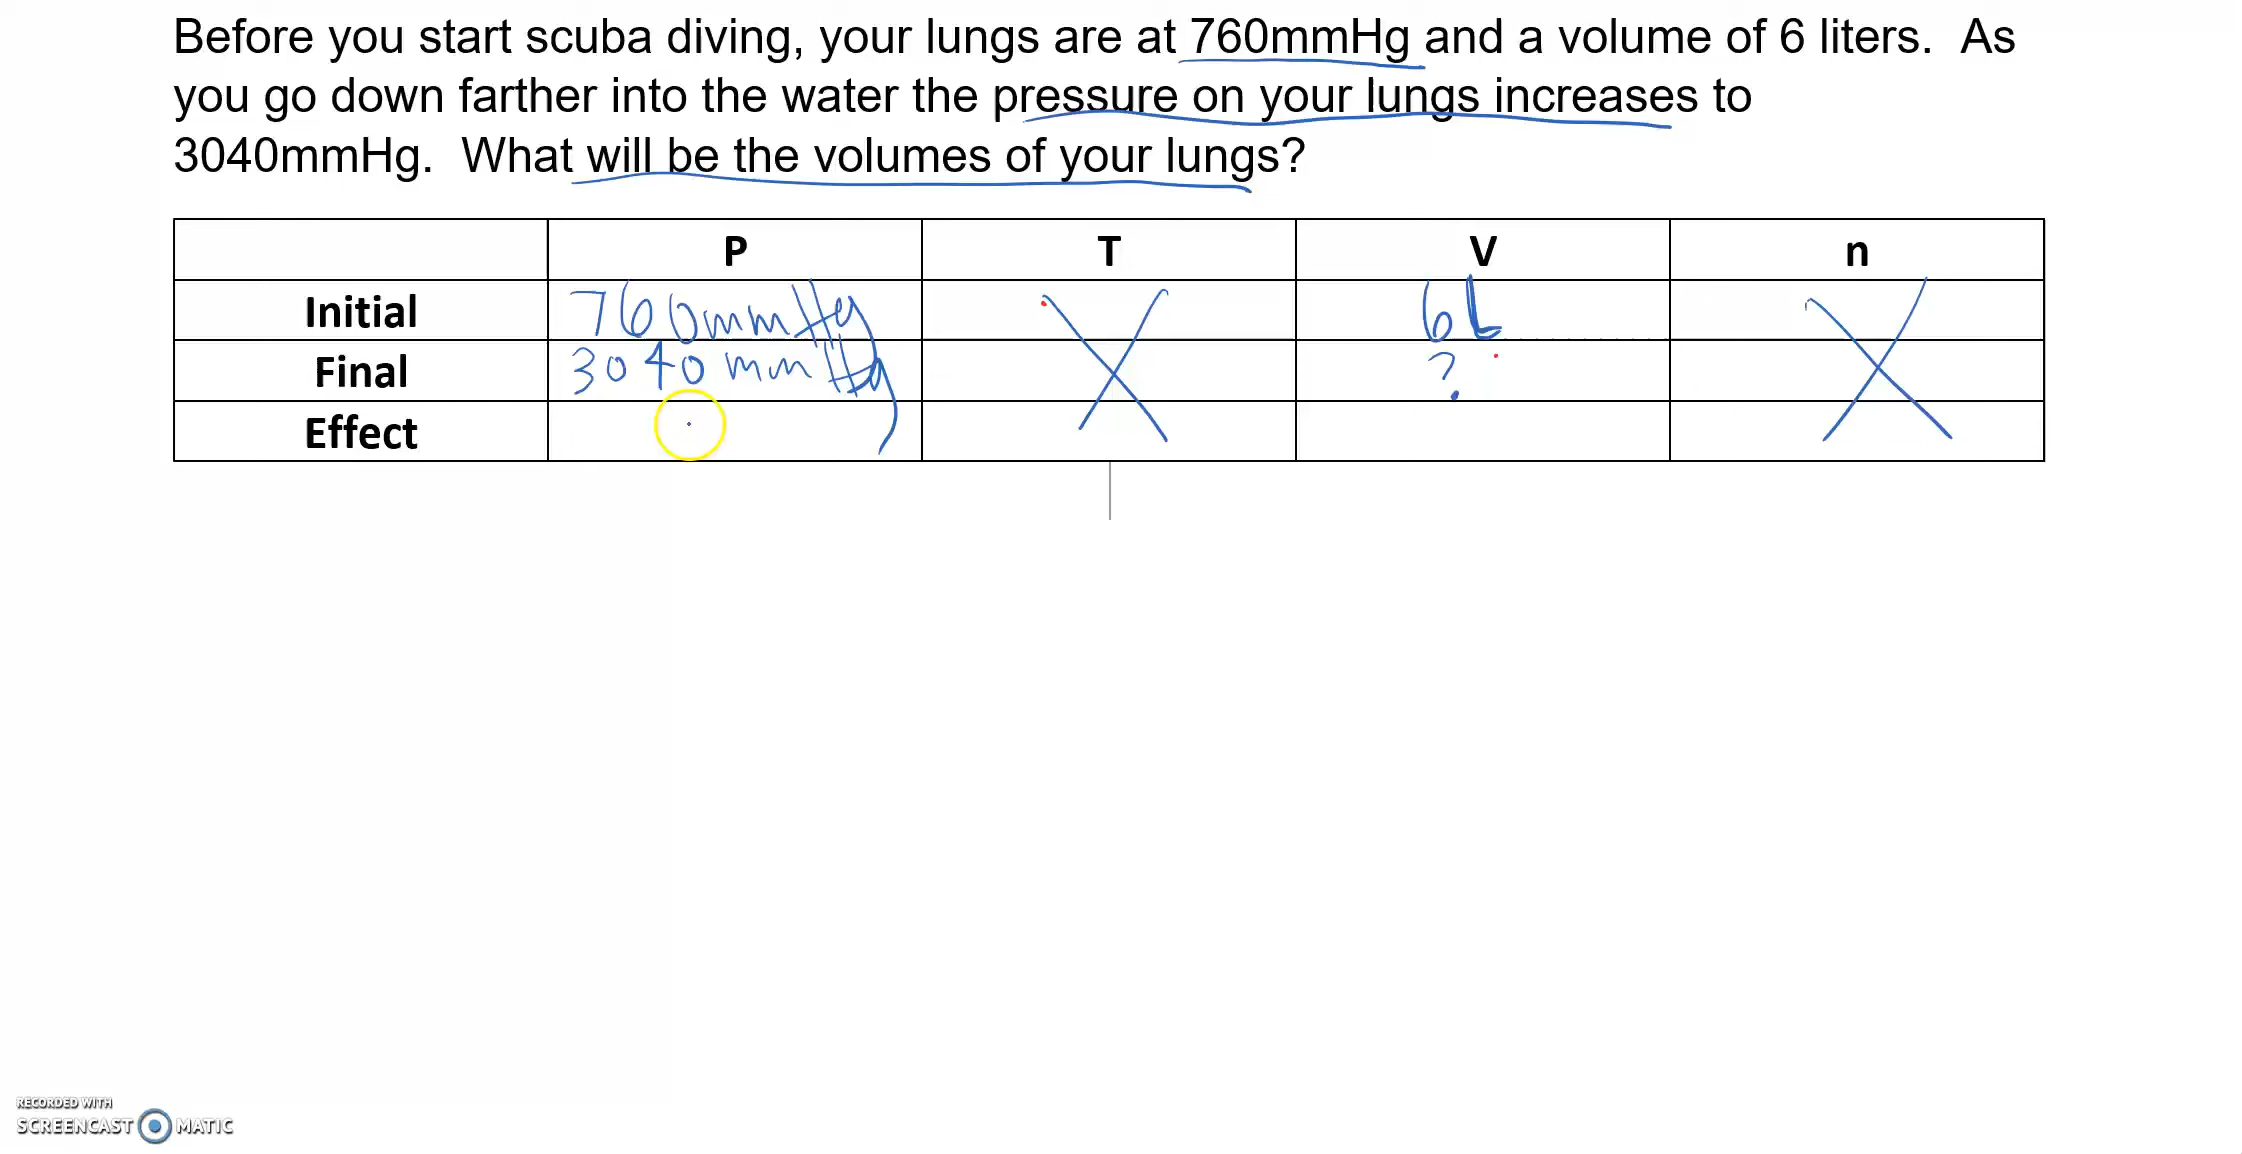 Before you start scuba diving, your lungs are at 760mmHg and a volume of 6 liters. As
you go down farther into the water the pressure on your lungs increases to
3040mmHg. What will be the volumes of your lungs?
P T V n
Initial 760mmHg 6L
Final 3040mmHg ?
Effect
RECORDED WITH
SCREENCAST MATIC